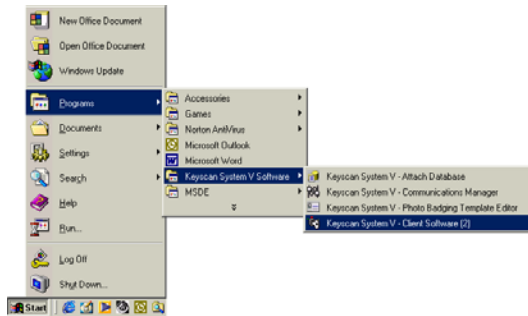 New Office Document
Open Office Document
Windows Update
Programs
Documents
Settings
Search
Help
Run...
Log Off
Shut Down...
Start
Accessories
Games
Norton AntiVirus
Microsoft Outlook
Microsoft Word
Keyscan System V Software
MSDE
Keyscan System V - Attach Database
Keyscan System V - Communications Manager
Keyscan System V - Photo Badging Template Editor
Keyscan System V - Client Software (2)